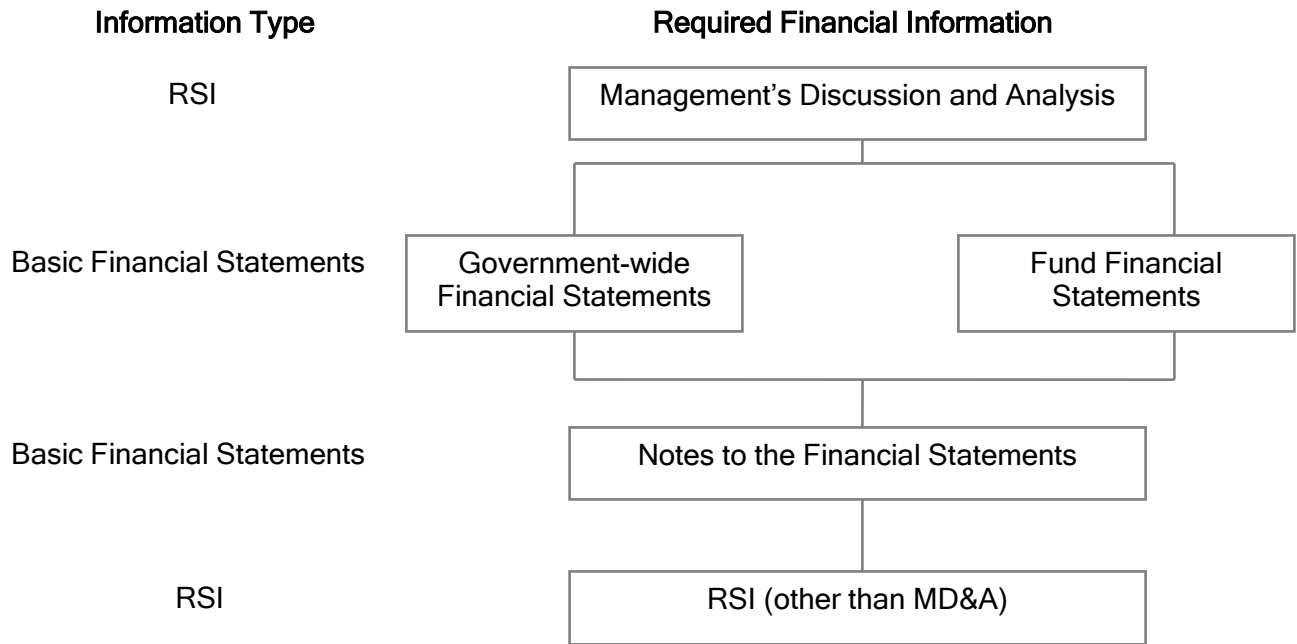 Information Type
Required Financial Information
RSI
Management’s Discussion and Analysis
Basic Financial Statements
Government-wide
Financial Statements
Fund Financial
Statements
Basic Financial Statements
Notes to the Financial Statements
RSI
RSI (other than MD&A)